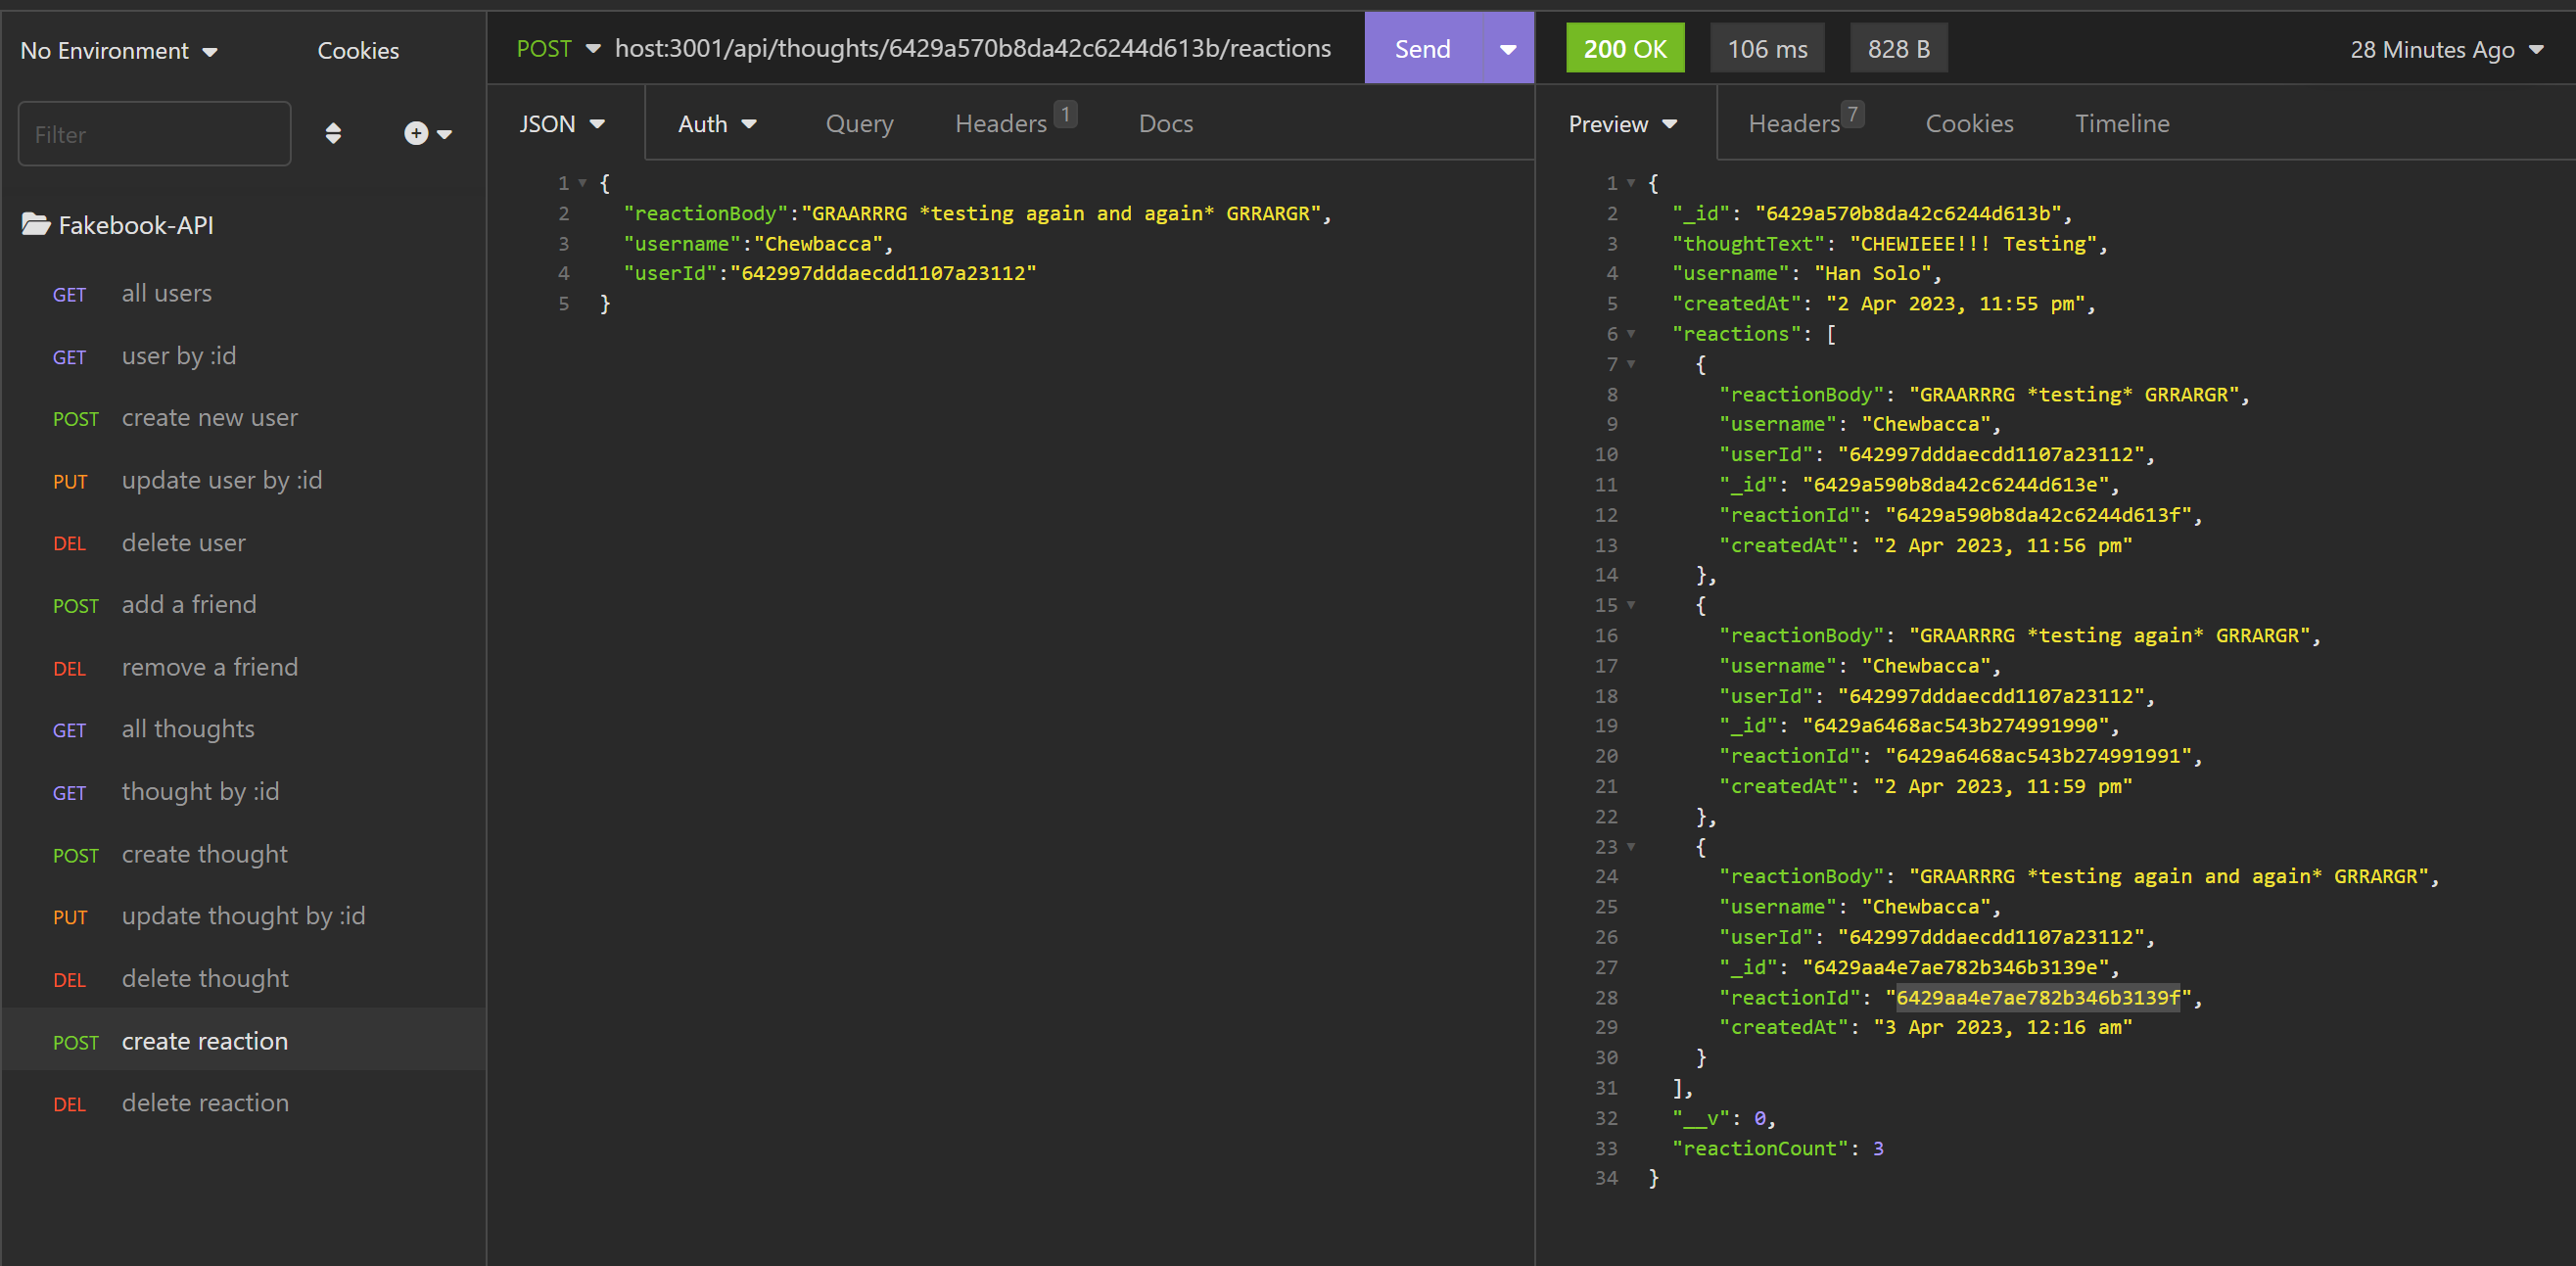 No Environment
Cookies
Filter
Fakebook-API
GET all users
GET user by :id
POST create new user
PUT update user by :id
DEL delete user
POST add a friend
DEL remove a friend
GET all thoughts
GET thought by :id
POST create thought
PUT update thought by :id
DEL delete thought
POST create reaction
DEL delete reaction
POST host:3001/api/thoughts/6429a570b8da42c6244d613b/reactions Send
JSON Auth Query Headers 1 Docs
1 {
2 "reactionBody":"GRAARRRG *testing again and again* GRRARGR",
3 "username":"Chewbacca",
4 "userId":"642997dddaecdd1107a23112"
5 }
200 OK 106 ms 828 B 28 Minutes Ago
Preview Headers 7 Cookies Timeline
1 {
2 "_id": "6429a570b8da42c6244d613b",
3 "thoughtText": "CHEWIEEE!!! Testing",
4 "username": "Han Solo",
5 "createdAt": "2 Apr 2023, 11:55 pm",
6 "reactions": [
7 {
8 "reactionBody": "GRAARRRG *testing* GRRARGR",
9 "username": "Chewbacca",
10 "userId": "642997dddaecdd1107a23112",
11 "_id": "6429a590b8da42c6244d613e",
12 "reactionId": "6429a590b8da42c6244d613f",
13 "createdAt": "2 Apr 2023, 11:56 pm"
14 },
15 {
16 "reactionBody": "GRAARRRG *testing again* GRRARGR",
17 "username": "Chewbacca",
18 "userId": "642997dddaecdd1107a23112",
19 "_id": "6429a6468ac543b274991990",
20 "reactionId": "6429a6468ac543b274991991",
21 "createdAt": "2 Apr 2023, 11:59 pm"
22 },
23 {
24 "reactionBody": "GRAARRRG *testing again and again* GRRARGR",
25 "username": "Chewbacca",
26 "userId": "642997dddaecdd1107a23112",
27 "_id": "6429aa4e7ae782b346b3139e",
28 "reactionId": "6429aa4e7ae782b346b3139f",
29 "createdAt": "3 Apr 2023, 12:16 am"
30 }
31 ],
32 "__v": 0,
33 "reactionCount": 3
34 }